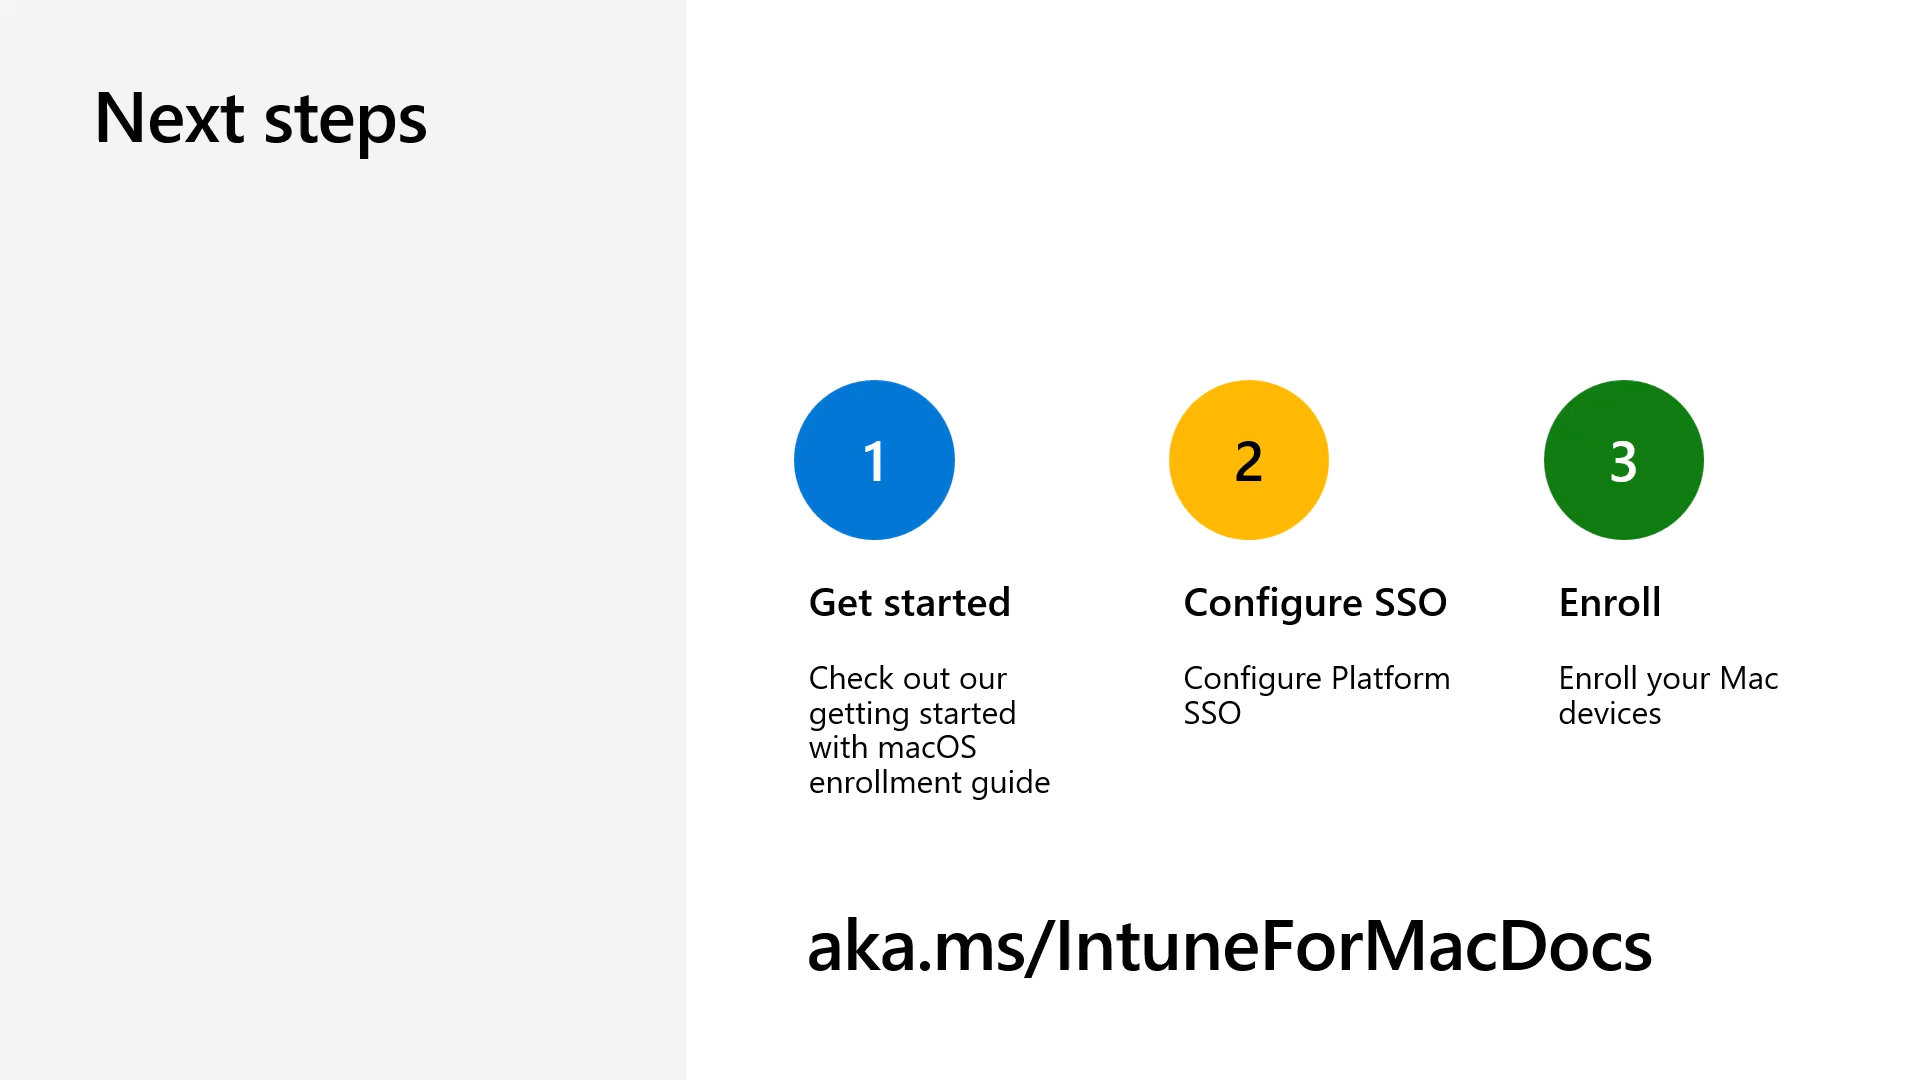 Next steps
1
Get started
Check out our
getting started
with macOS
enrollment guide
2
Configure SSO
Configure Platform
SSO
3
Enroll
Enroll your Mac
devices
aka.ms/IntuneForMacDocs